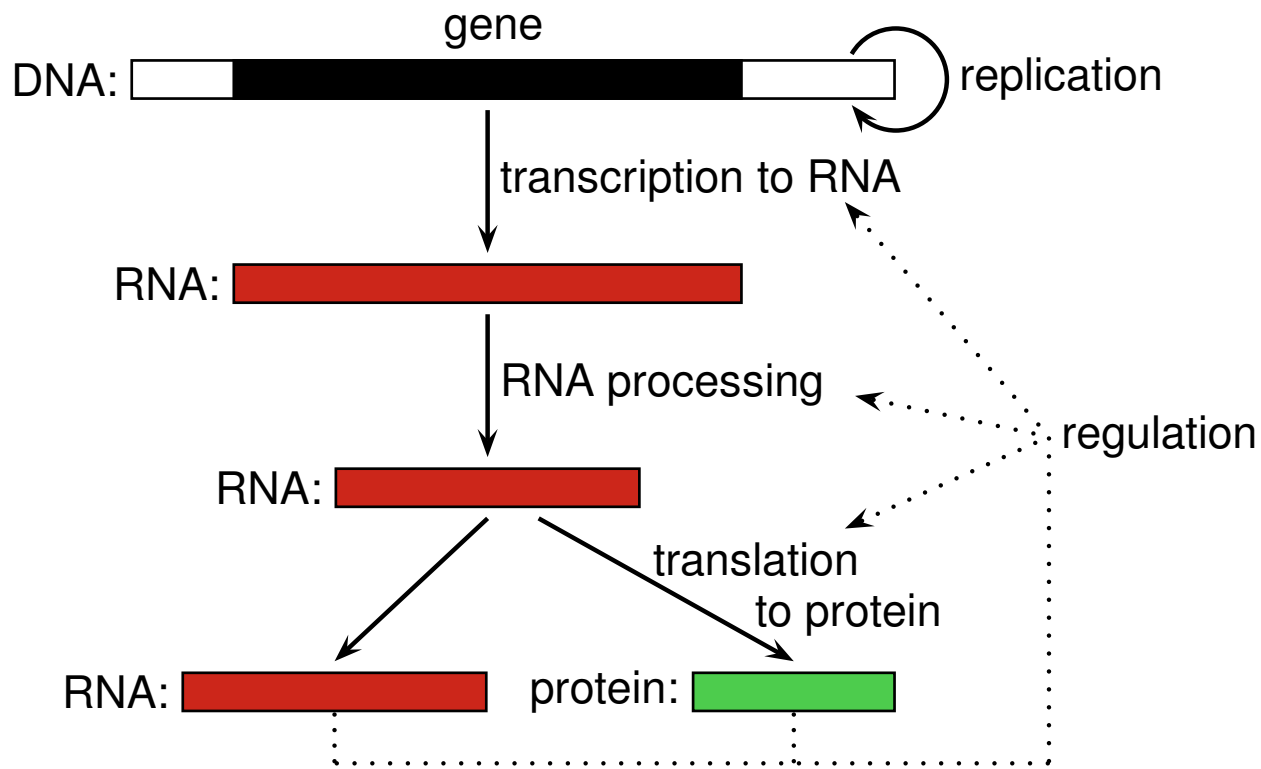 gene
DNA:
replication
transcription to RNA
RNA:
RNA processing
regulation
RNA:
translation
to protein
RNA:
protein: